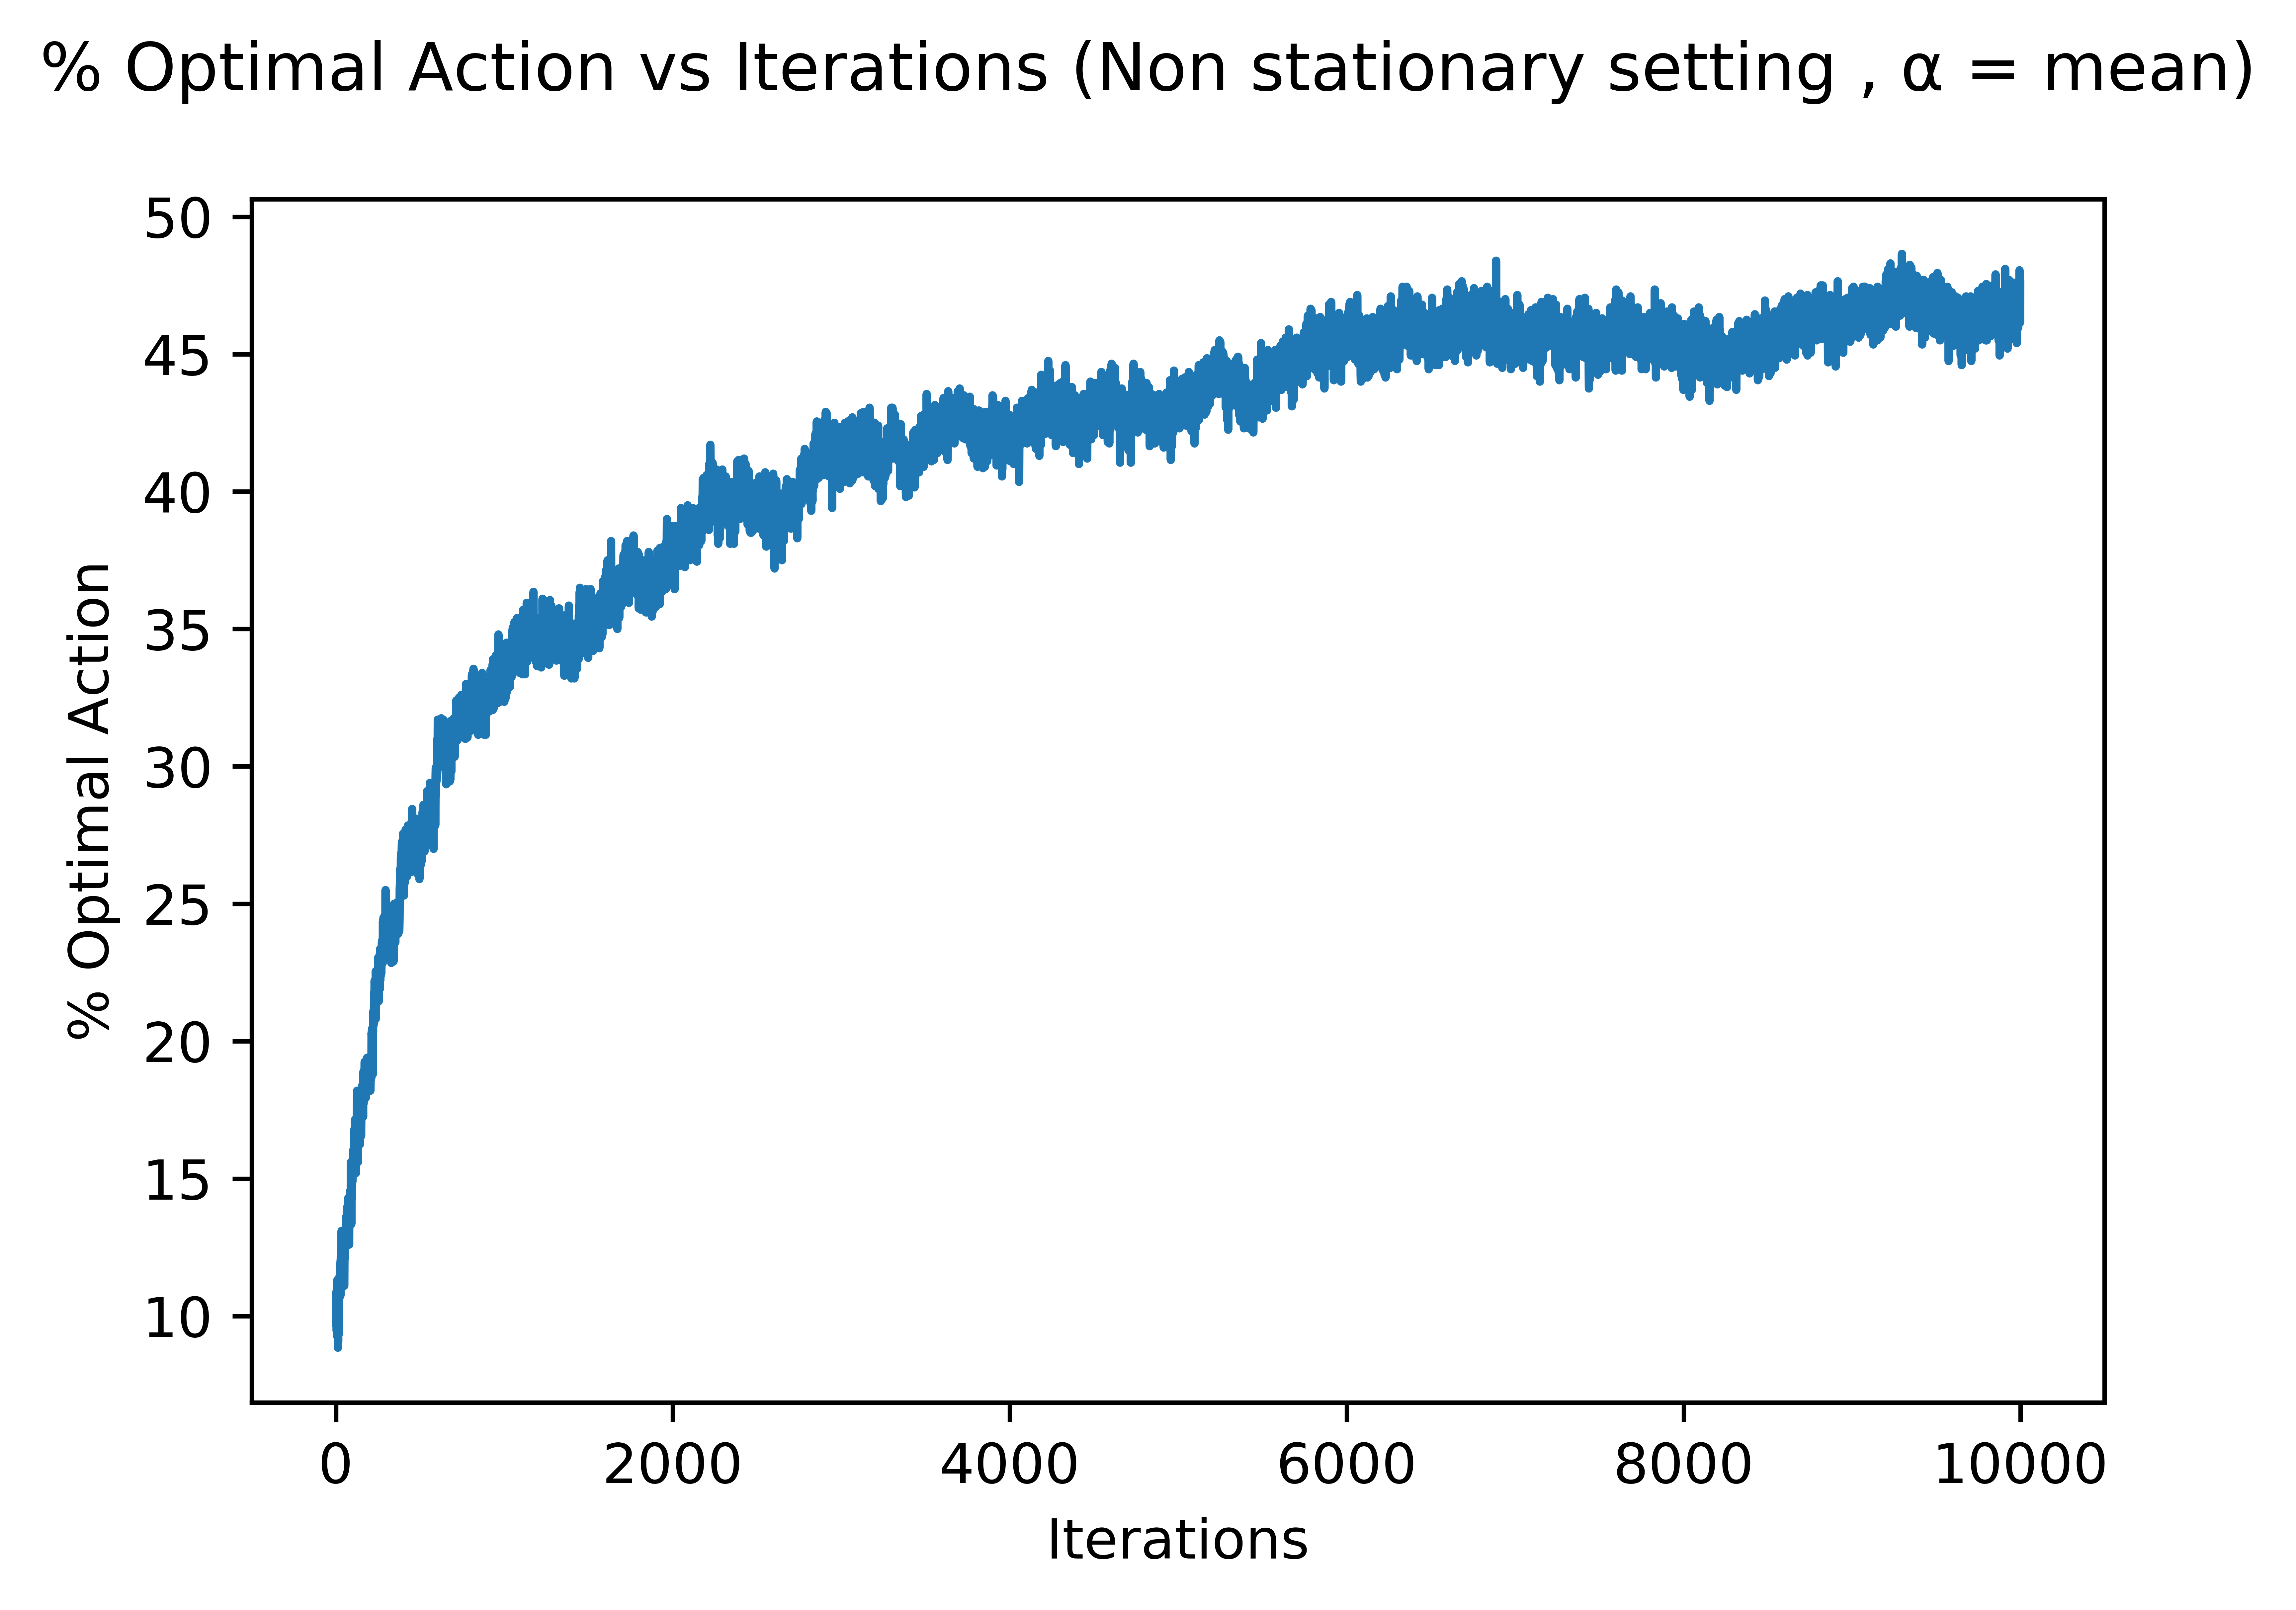 % Optimal Action vs Iterations (Non stationary setting , α = mean)
50
45
40
35
30
25
20
15
10
% Optimal Action
0 2000 4000 6000 8000 10000
Iterations